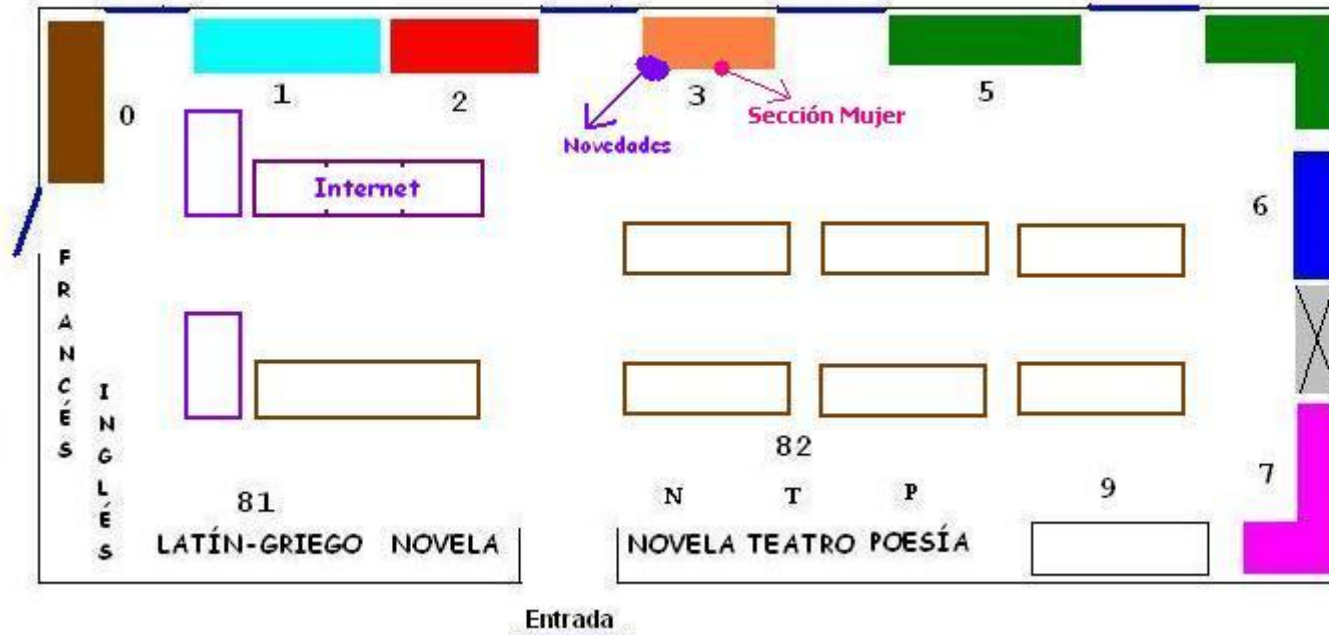 0
1
2
3
5
Sección Mujer
Novedades
Internet
6
FRANCÉS
INGLÉS
82
7
81
N T P
9
LATÍN-GRIEGO NOVELA
NOVELA TEATRO POESÍA
Entrada